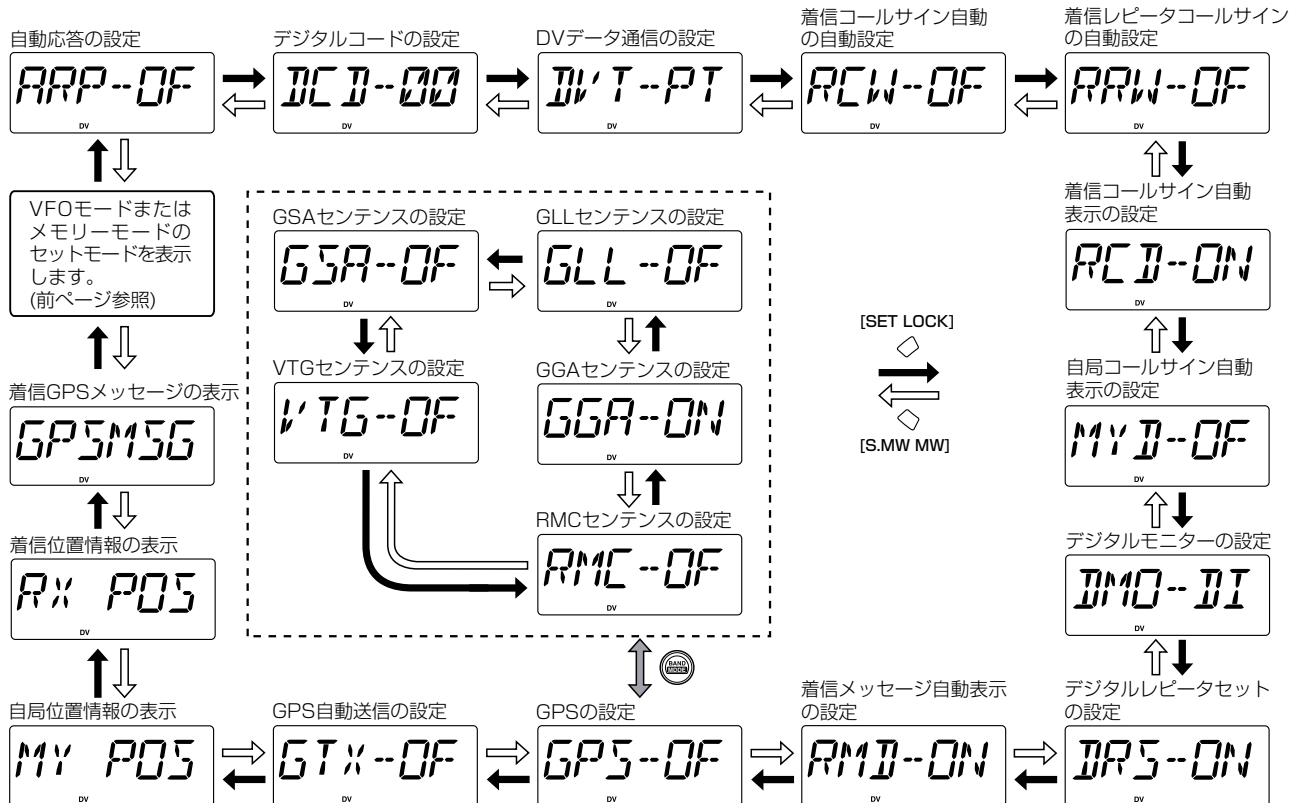 自動応答の設定
ARP-OF
DV
デジタルコードの設定
DCD-00
DV
DVデータ通信の設定
DVT-PT
DV
着信コールサイン自動
の自動設定
RCW-OF
DV
着信レピータコールサイン
の自動設定
RRW-OF
DV
VFOモードまたは
メモリーモードの
セットモードを表示
します。
(前ページ参照)
GSAセンテンスの設定
GSA-OF
DV
GLLセンテンスの設定
GLL-OF
DV
VTGセンテンスの設定
VTG-OF
DV
GGAセンテンスの設定
GGA-ON
DV
RMCセンテンスの設定
RMC-OF
DV
[SET LOCK]
[S.MW MW]
着信コールサイン自動
表示の設定
RCD-ON
DV
自局コールサイン自動
表示の設定
MYD-OF
DV
デジタルモニターの設定
DMO-DI
DV
着信GPSメッセージの表示
GPSMSG
DV
着信位置情報の表示
RX POS
DV
BAND
MODE
自局位置情報の表示
MY POS
DV
GPS自動送信の設定
GTX-OF
DV
GPSの設定
GPS-OF
DV
着信メッセージ自動表示
の設定
RMD-ON
DV
デジタルレピータセット
の設定
DRS-ON
DV